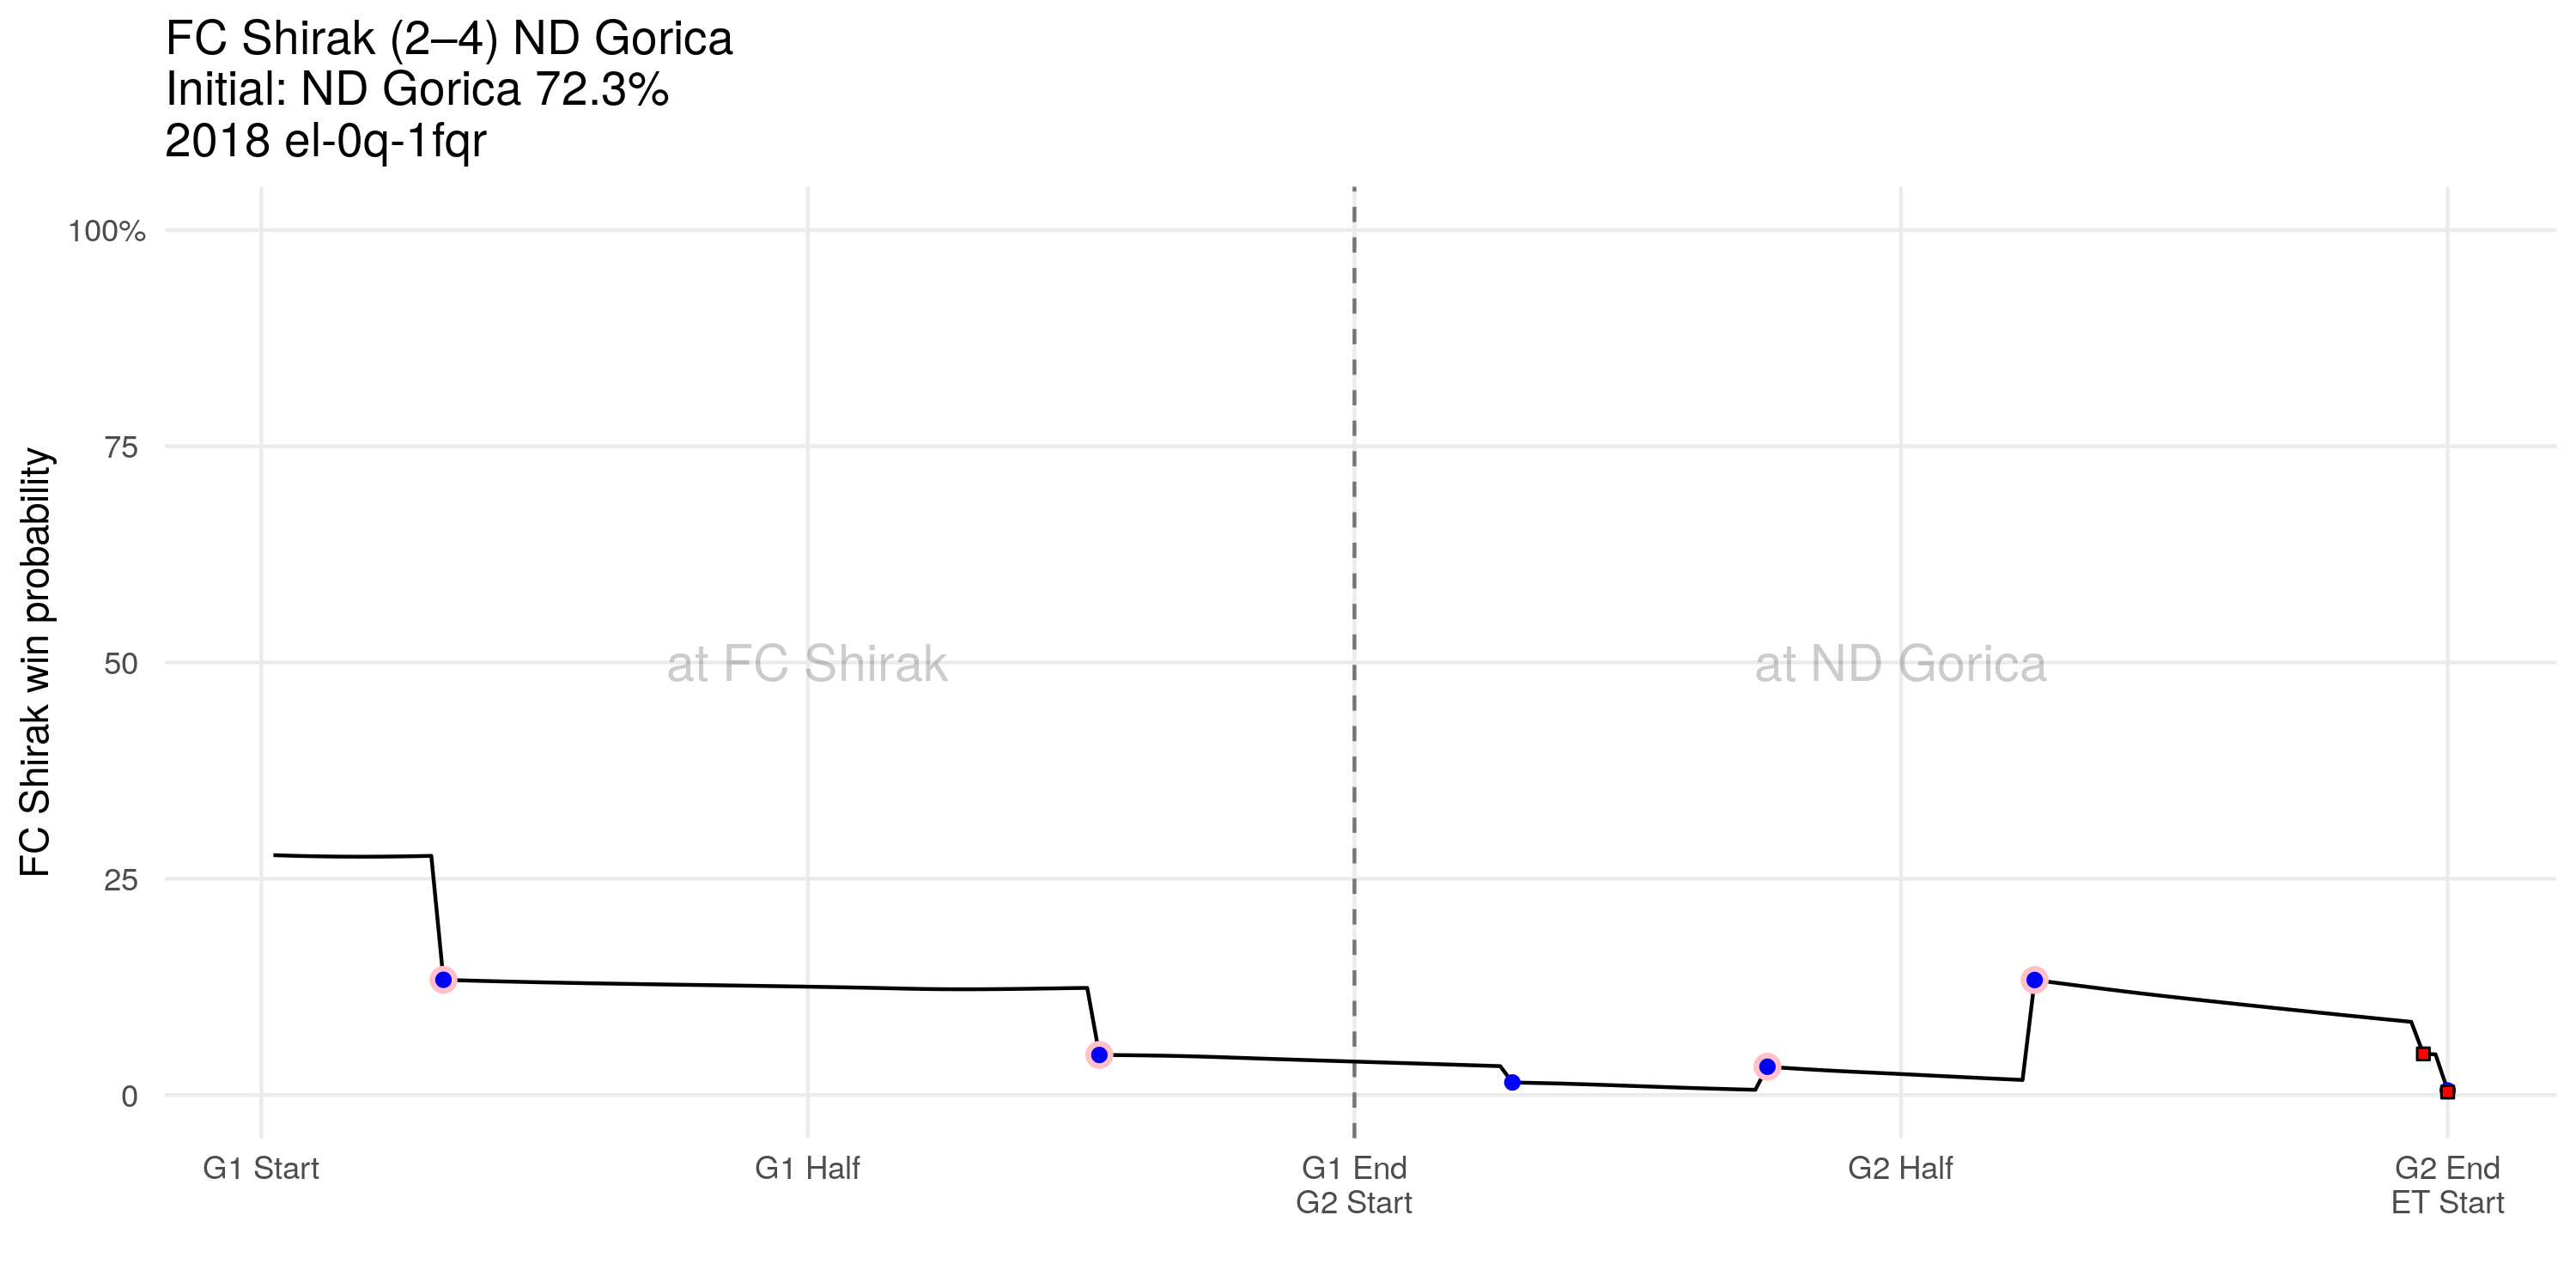 FC Shirak (2–4) ND Gorica
Initial: ND Gorica 72.3%
2018 el-0q-1fqr
FC Shirak win probability
100%
75
50
25
0
at FC Shirak
at ND Gorica
G1 Start
G1 Half
G1 End
G2 Start
G2 Half
G2 End
ET Start